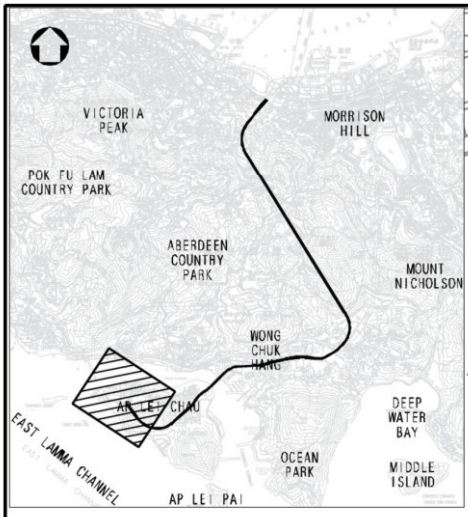 VICTORIA
PEAK
MORRISON
HILL
POK FU LAM
COUNTRY PARK
ABERDEEN
COUNTRY
PARK
MOUNT
NICHOLSON
WONG
CHUK
HANG
AP LEI CHAU
DEEP
WATER
BAY
EAST LAMMA CHANNEL
OCEAN
PARK
MIDDLE
ISLAND
AP LEI PAI